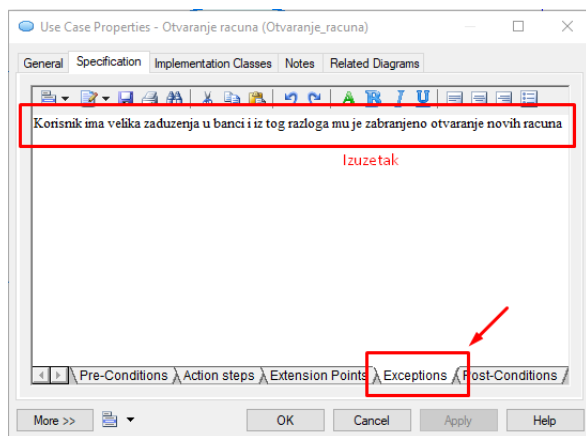 Use Case Properties - Otvaranje racuna (Otvaranje_racuna)
General Specification Implementation Classes Notes Related Diagrams
A B I U
Korisnik ima velika zaduzenja u banci i iz tog razloga mu je zabranjeno otvaranje novih racuna
Izuzetak
Pre-Conditions Action steps Extension Points Exceptions Post-Conditions
More >> OK Cancel Apply Help